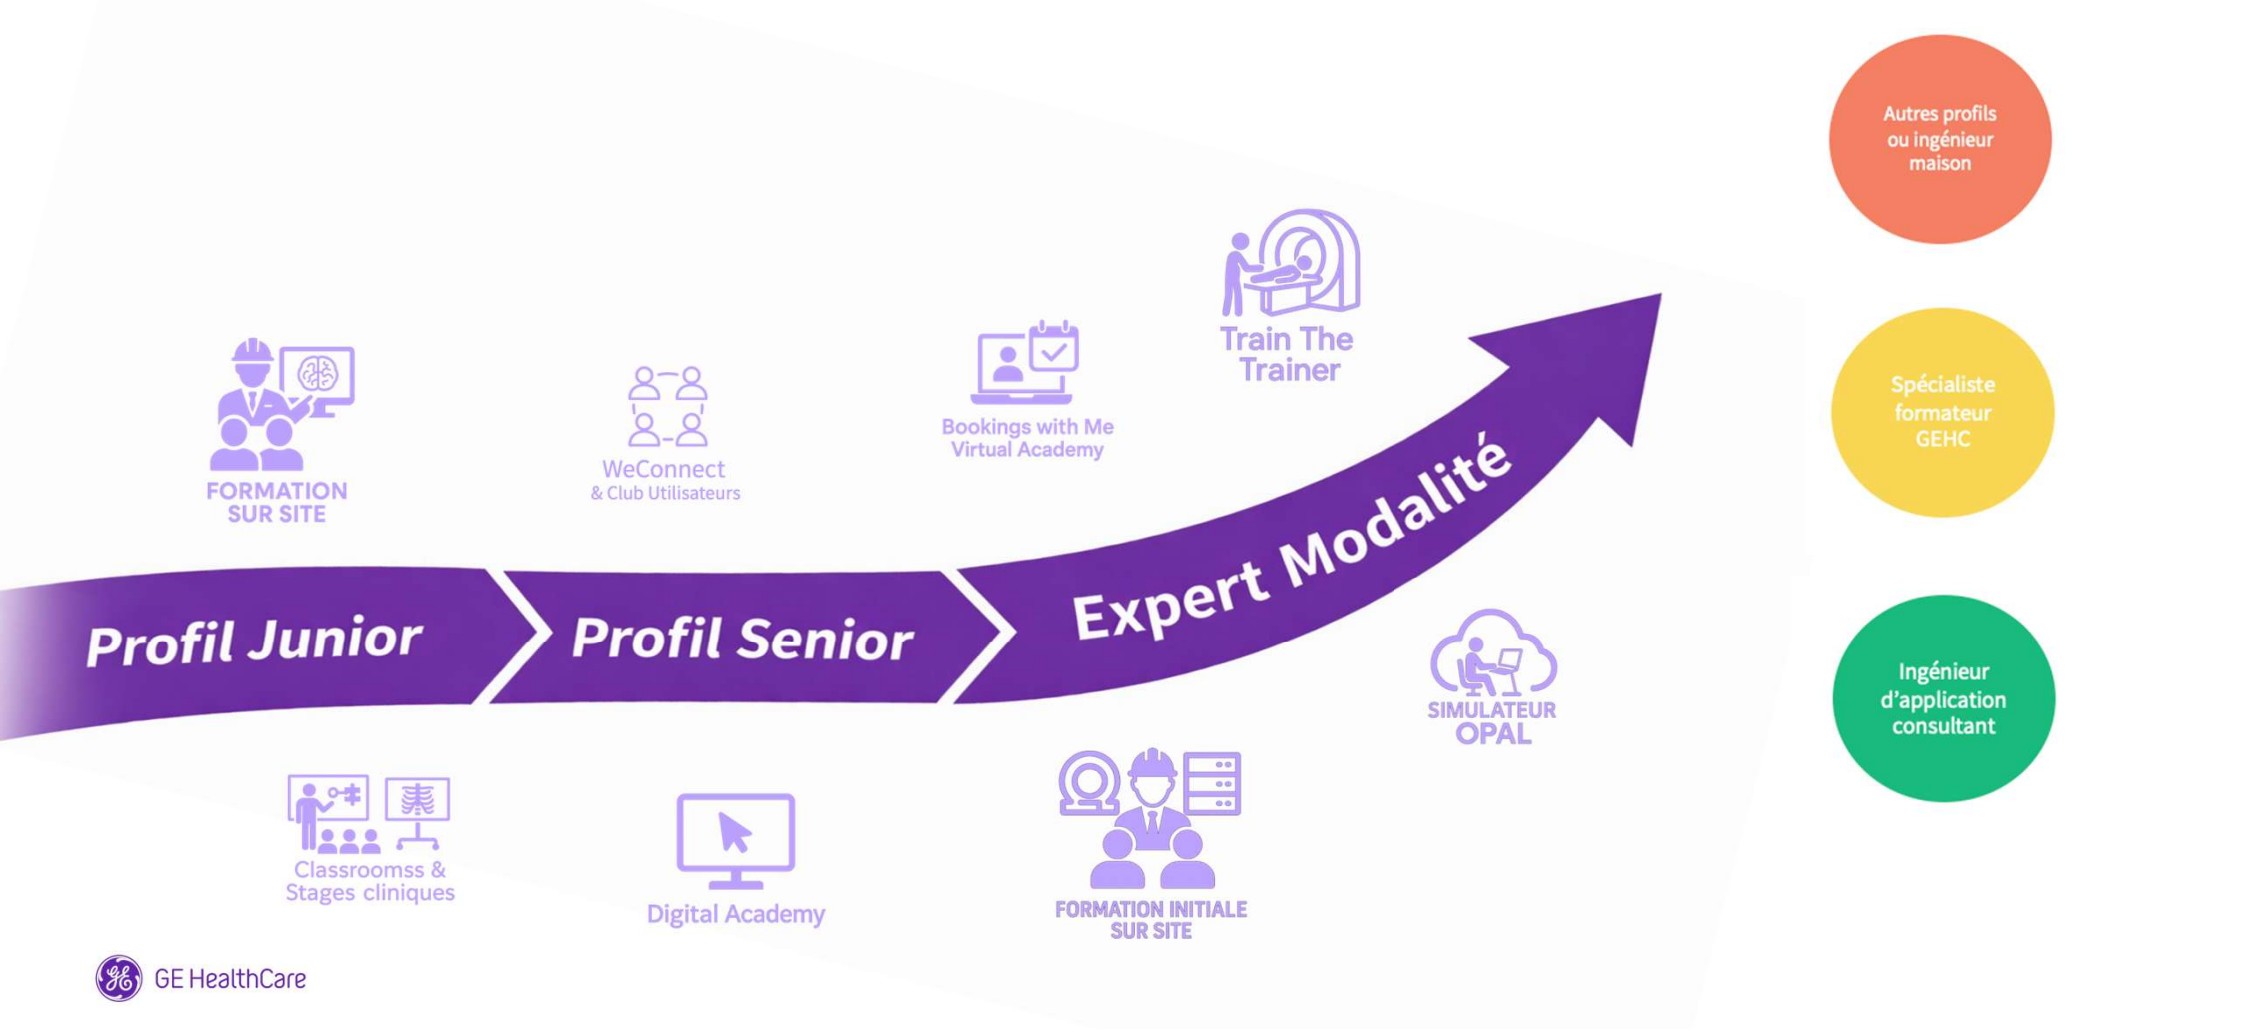 Autres profils
ou ingénieur
maison
Train The
Trainer
Bookings with Me
Virtual Academy
WeConnect
& Club Utilisateurs
FORMATION
SUR SITE
Spécialiste
formateur
GEHC
Profil Junior
Profil Senior
Expert Modalité
SIMULATEUR
OPAL
Ingénieur
d'application
consultant
Classroomss &
Stages cliniques
Digital Academy
FORMATION INITIALE
SUR SITE
GE HealthCare